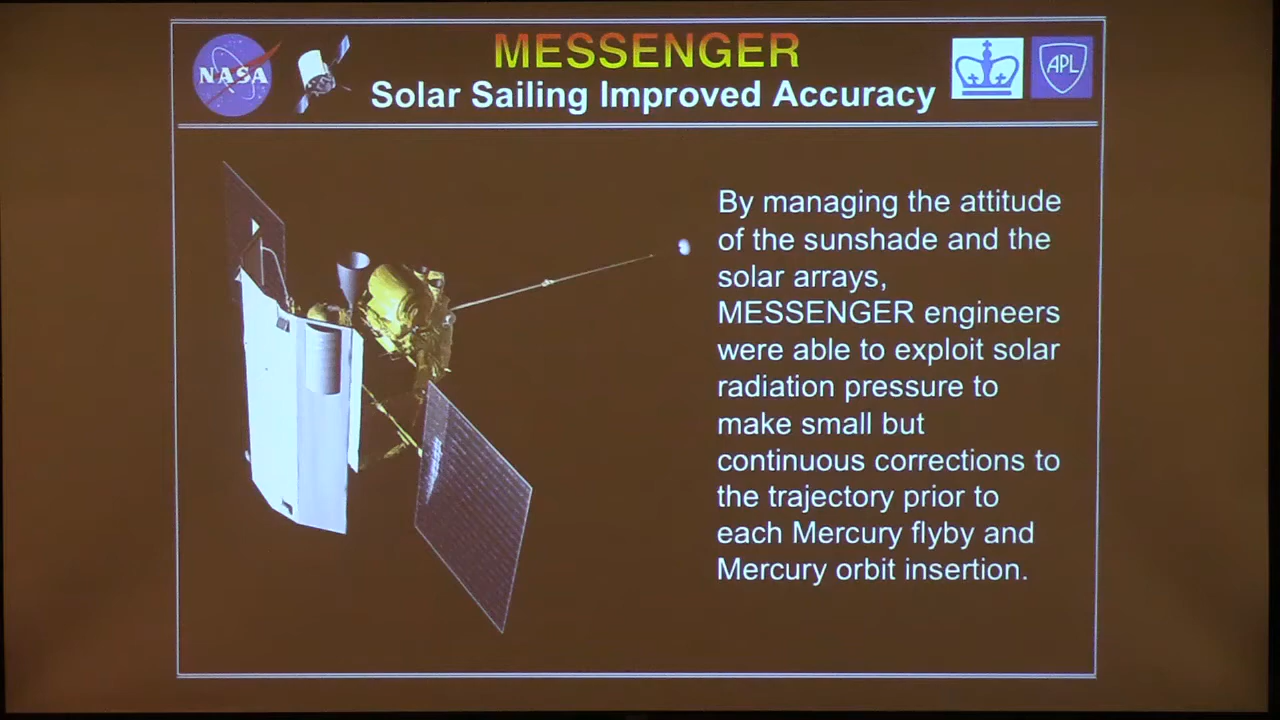 MESSENGER
Solar Sailing Improved Accuracy
NASA
APL
By managing the attitude
of the sunshade and the
solar arrays,
MESSENGER engineers
were able to exploit solar
radiation pressure to
make small but
continuous corrections to
the trajectory prior to
each Mercury flyby and
Mercury orbit insertion.